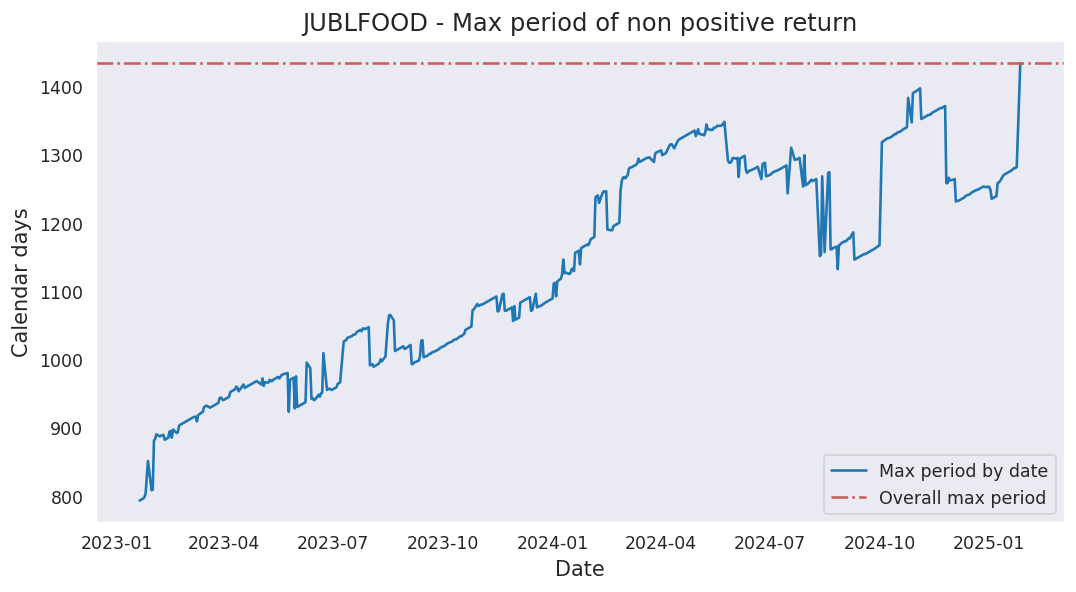 JUBLFOOD - Max period of non positive return
Calendar days
1400
1300
1200
1100
1000
900
800
Max period by date
Overall max period
2023-01 2023-04 2023-07 2023-10 2024-01 2024-04 2024-07 2024-10 2025-01
Date